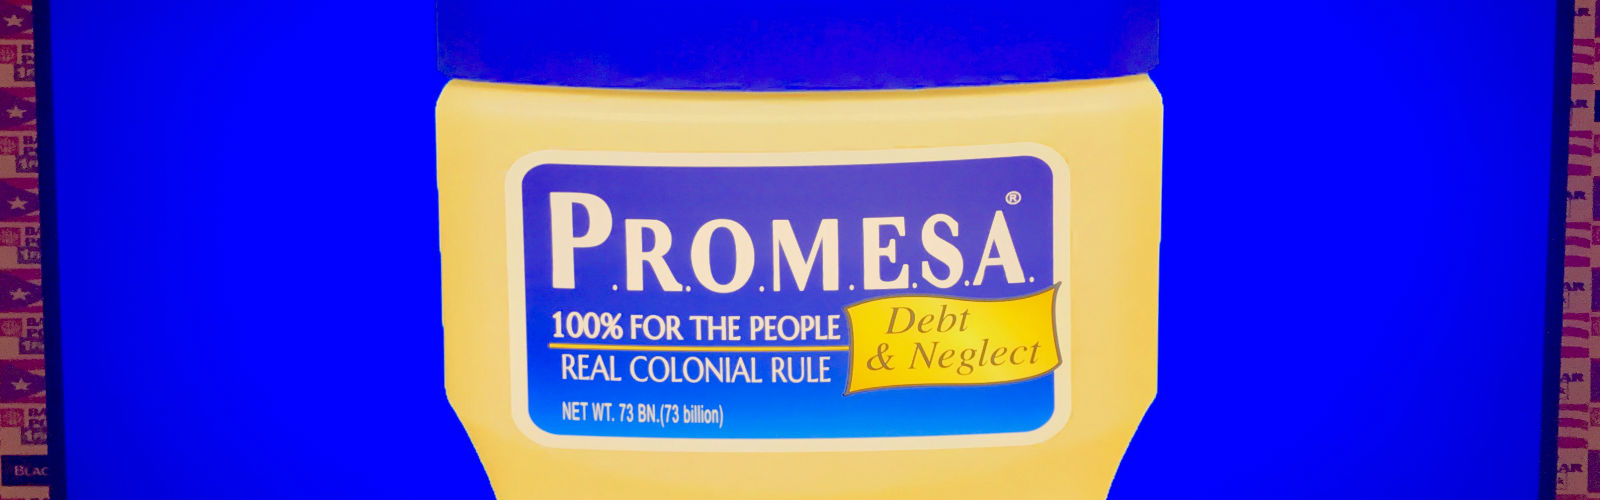 P.R.O.M.E.S.A.®
100% FOR THE PEOPLE
REAL COLONIAL RULE
Debt
& Neglect
NET WT. 73 BN.(73 billion)